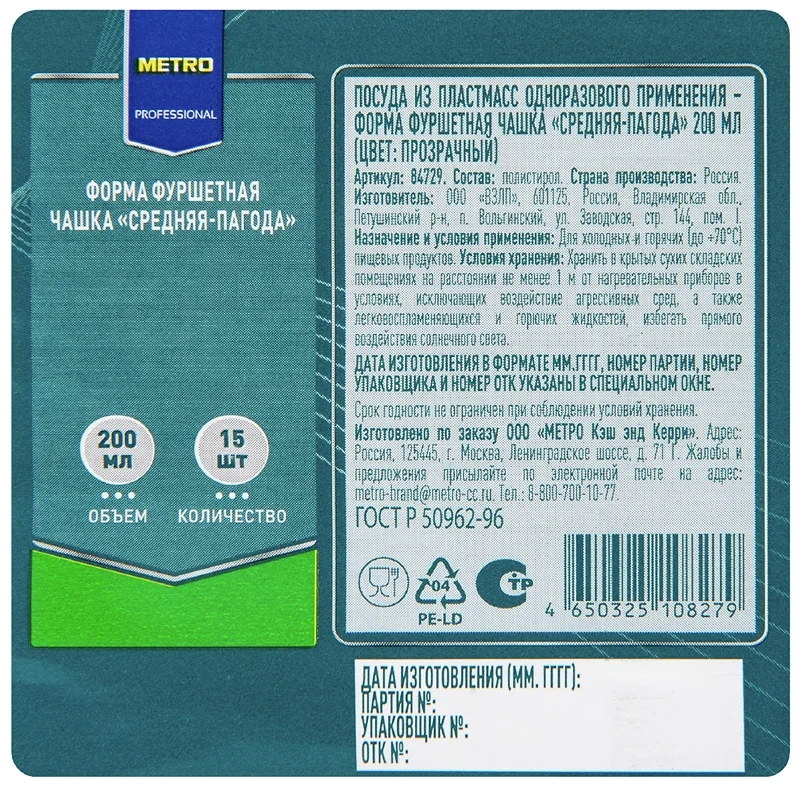 METRO
PROFESSIONAL
ФОРМА ФУРШЕТНАЯ
ЧАШКА «СРЕДНЯЯ-ПАГОДА»
200
МЛ
15
ШТ
ОБЪЕМ
КОЛИЧЕСТВО
ПОСУДА ИЗ ПЛАСТМАСС ОДНОРАЗОВОГО ПРИМЕНЕНИЯ –
ФОРМА ФУРШЕТНАЯ ЧАШКА «СРЕДНЯЯ-ПАГОДА» 200 МЛ
(ЦВЕТ: ПРОЗРАЧНЫЙ)
Артикул: 84729. Состав: полистирол. Страна производства: Россия.
Изготовитель: ООО «ВЗЛП», 601125, Россия, Владимирская обл.,
Петушинский р-н, п. Вольгинский, ул. Заводская, стр. 144, пом. I.
Назначение и условия применения: Для холодных и горячих (до +70°С)
пищевых продуктов. Условия хранения: Хранить в крытых сухих складских
помещениях на расстоянии не менее 1 м от нагревательных приборов в
условиях, исключающих воздействие агрессивных сред, а также
легковоспламеняющихся и горючих жидкостей, избегать прямого
воздействия солнечного света.
ДАТА ИЗГОТОВЛЕНИЯ В ФОРМАТЕ ММ.ГГГГ, НОМЕР ПАРТИИ, НОМЕР
УПАКОВЩИКА И НОМЕР ОТК УКАЗАНЫ В СПЕЦИАЛЬНОМ ОКНЕ.
Срок годности не ограничен при соблюдении условий хранения.
Изготовлено по заказу ООО «МЕТРО Кэш энд Керри». Адрес:
Россия, 125445, г. Москва, Ленинградское шоссе, д. 71 Г. Жалобы и
предложения присылайте по электронной почте на адрес:
metro-brand@metro-cc.ru. Тел.: 8-800-700-10-77.
ГОСТ Р 50962-96
04
PE-LD
СТР
4 650325 108279
ДАТА ИЗГОТОВЛЕНИЯ (ММ. ГГГГ):
ПАРТИЯ №:
УПАКОВЩИК №:
ОТК №: